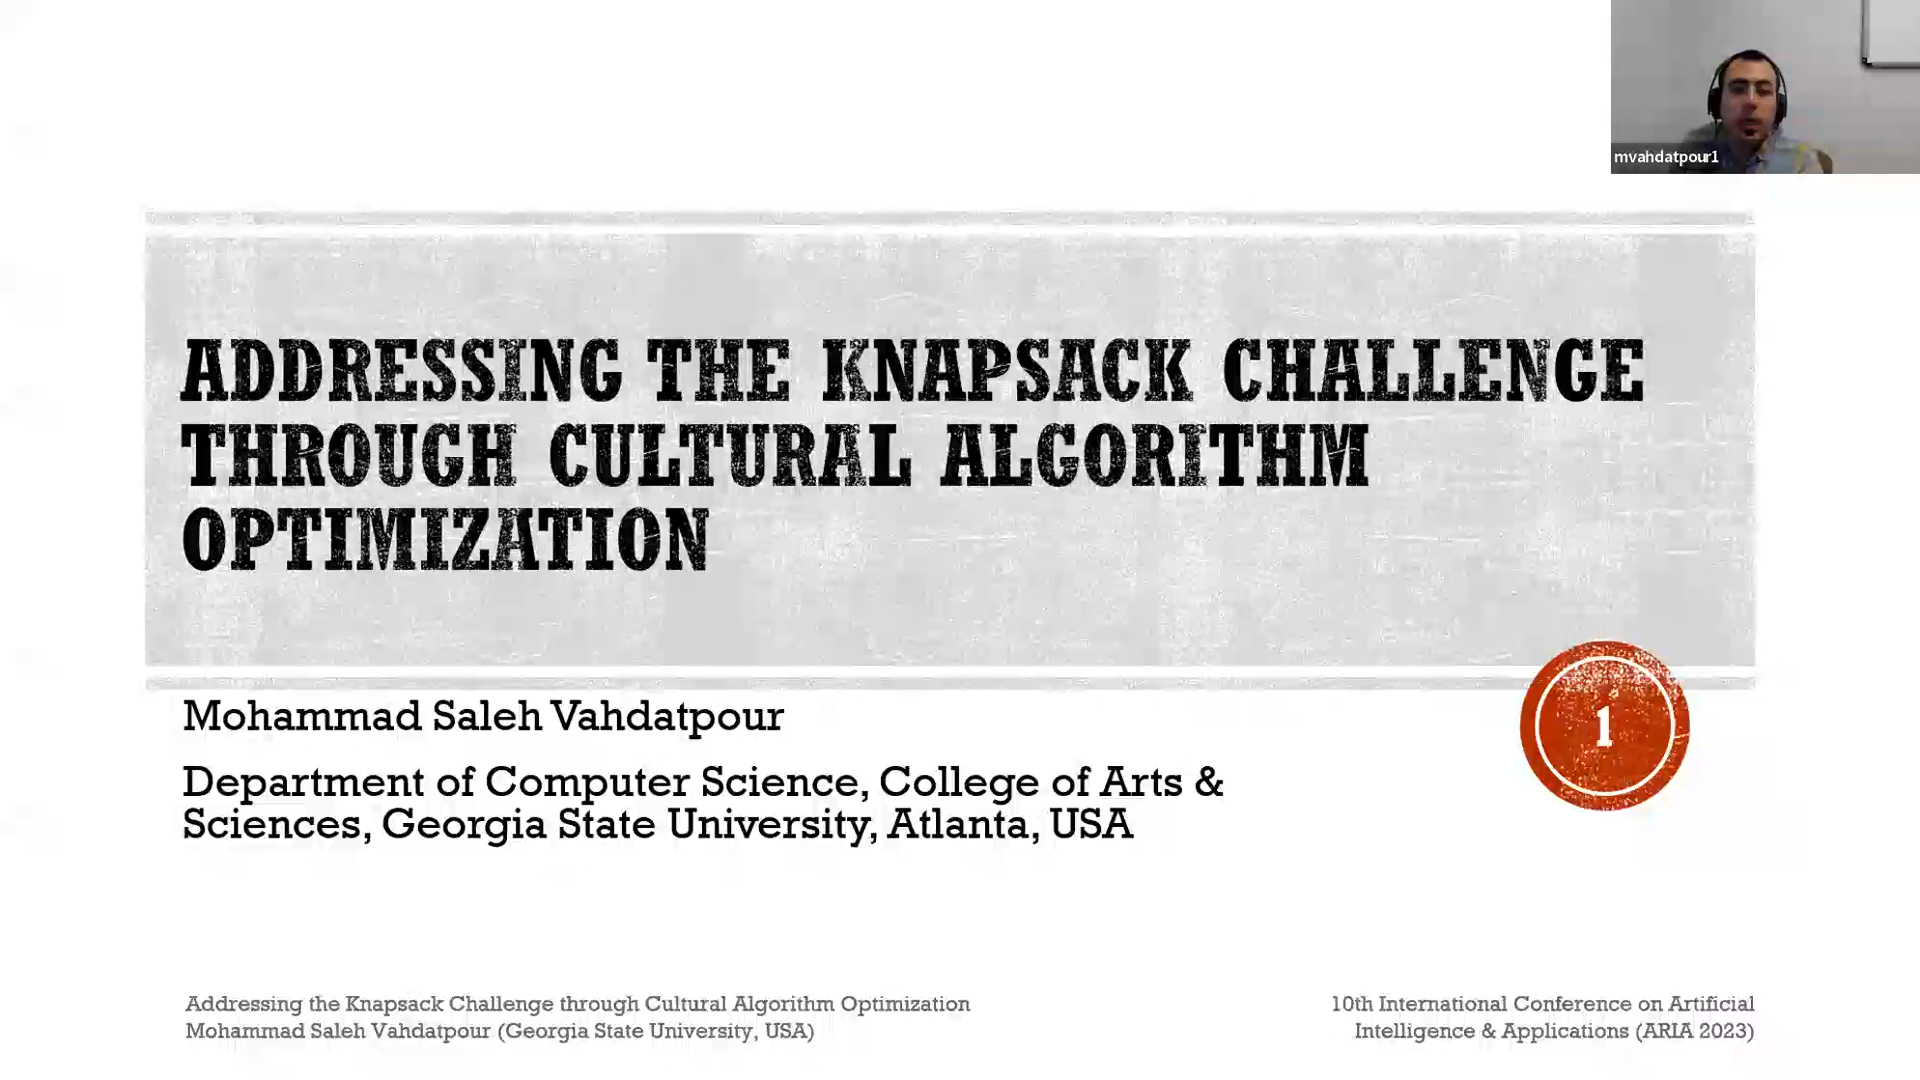 mvahdatpour1
ADDRESSING THE KNAPSACK CHALLENGE
THROUGH CULTURAL ALGORITHM
OPTIMIZATION
Mohammad Saleh Vahdatpour
1
Department of Computer Science, College of Arts &
Sciences, Georgia State University, Atlanta, USA
Addressing the Knapsack Challenge through Cultural Algorithm Optimization
Mohammad Saleh Vahdatpour (Georgia State University, USA)
10th International Conference on Artificial
Intelligence & Applications (ARIA 2023)